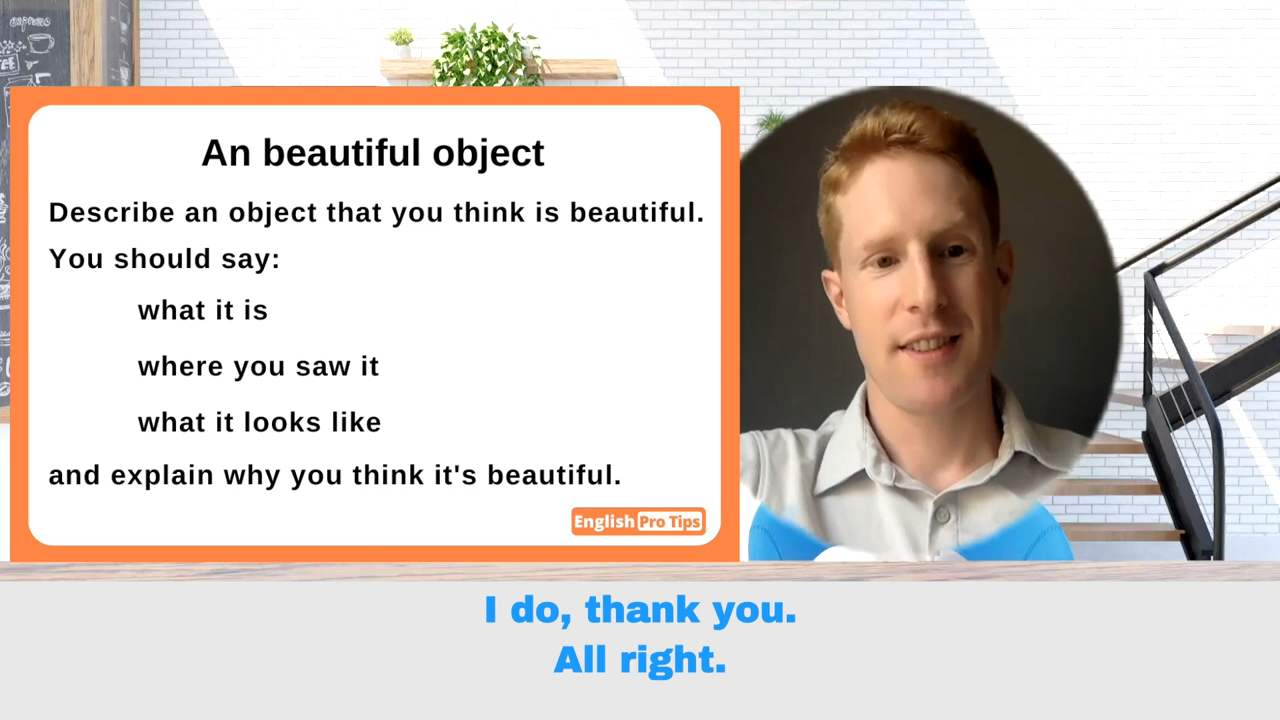 espresso
An beautiful object
Describe an object that you think is beautiful.
You should say:
what it is
where you saw it
what it looks like
and explain why you think it's beautiful.
English Pro Tips
I do, thank you.
All right.